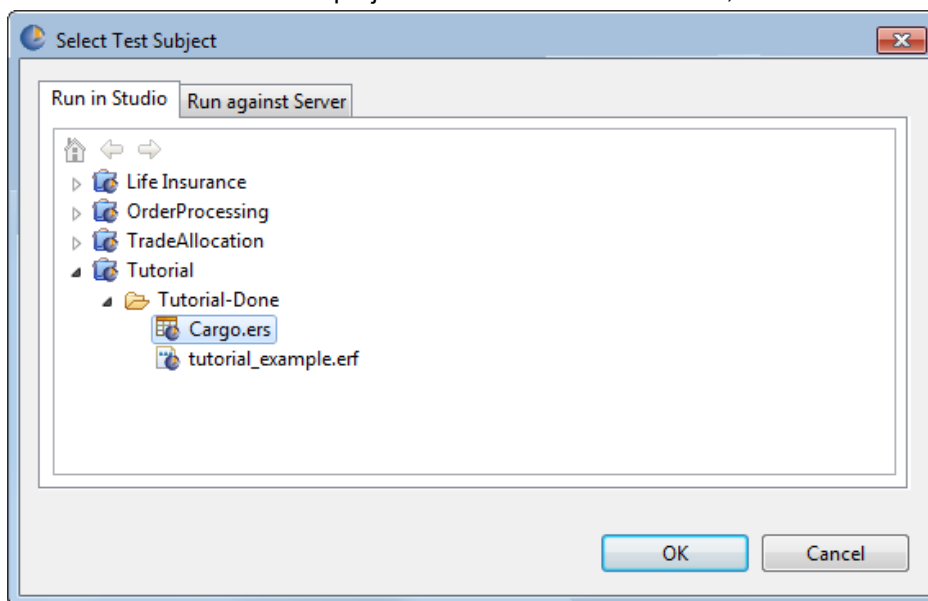 Select Test Subject
Run in Studio Run against Server
Life Insurance
OrderProcessing
TradeAllocation
Tutorial
Tutorial-Done
Cargo.ers
tutorial_example.erf
OK Cancel